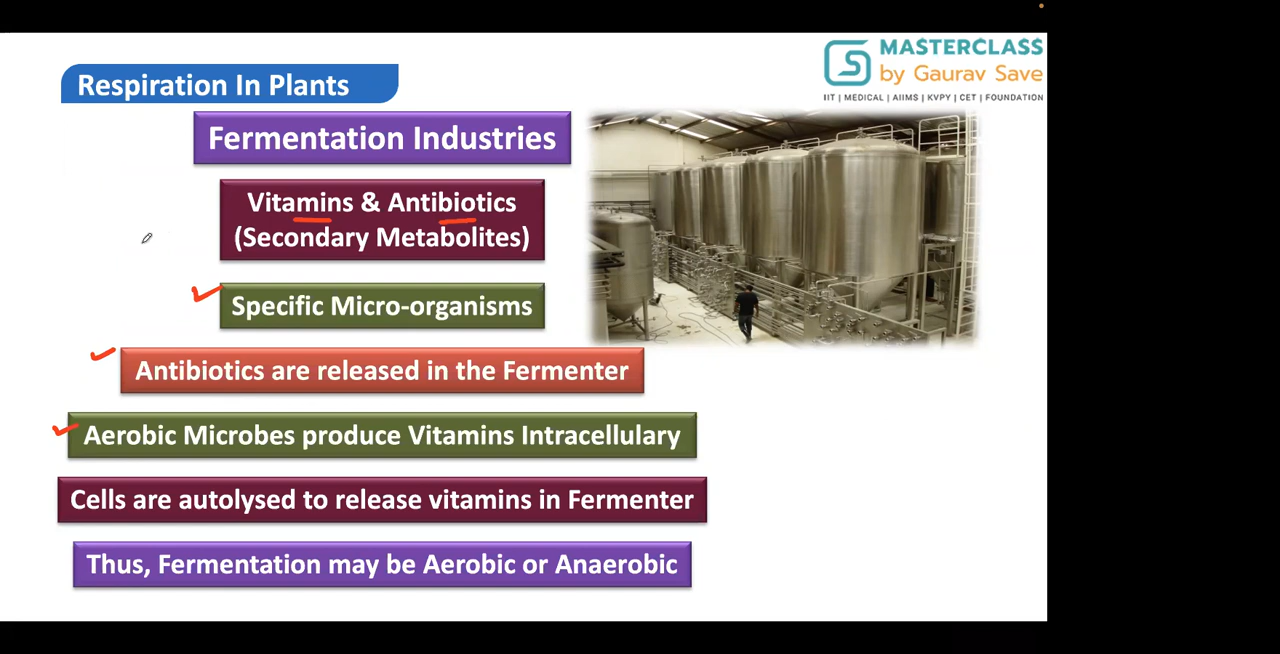 MASTERCLASS
by Gaurav Save
IIT | MEDICAL | AIIMS | KVPY | CET | FOUNDATION
Respiration In Plants
Fermentation Industries
Vitamins & Antibiotics
(Secondary Metabolites)
Specific Micro-organisms
Antibiotics are released in the Fermenter
Aerobic Microbes produce Vitamins Intracellulary
Cells are autolysed to release vitamins in Fermenter
Thus, Fermentation may be Aerobic or Anaerobic